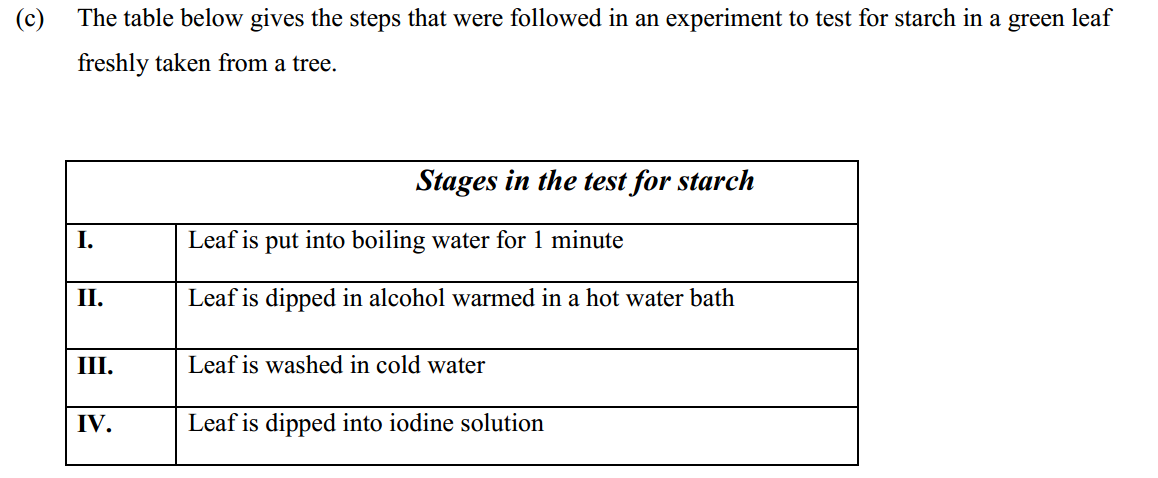 (c) The table below gives the steps that were followed in an experiment to test for starch in a green leaf
freshly taken from a tree.
Stages in the test for starch
I. Leaf is put into boiling water for 1 minute
II. Leaf is dipped in alcohol warmed in a hot water bath
III. Leaf is washed in cold water
IV. Leaf is dipped into iodine solution